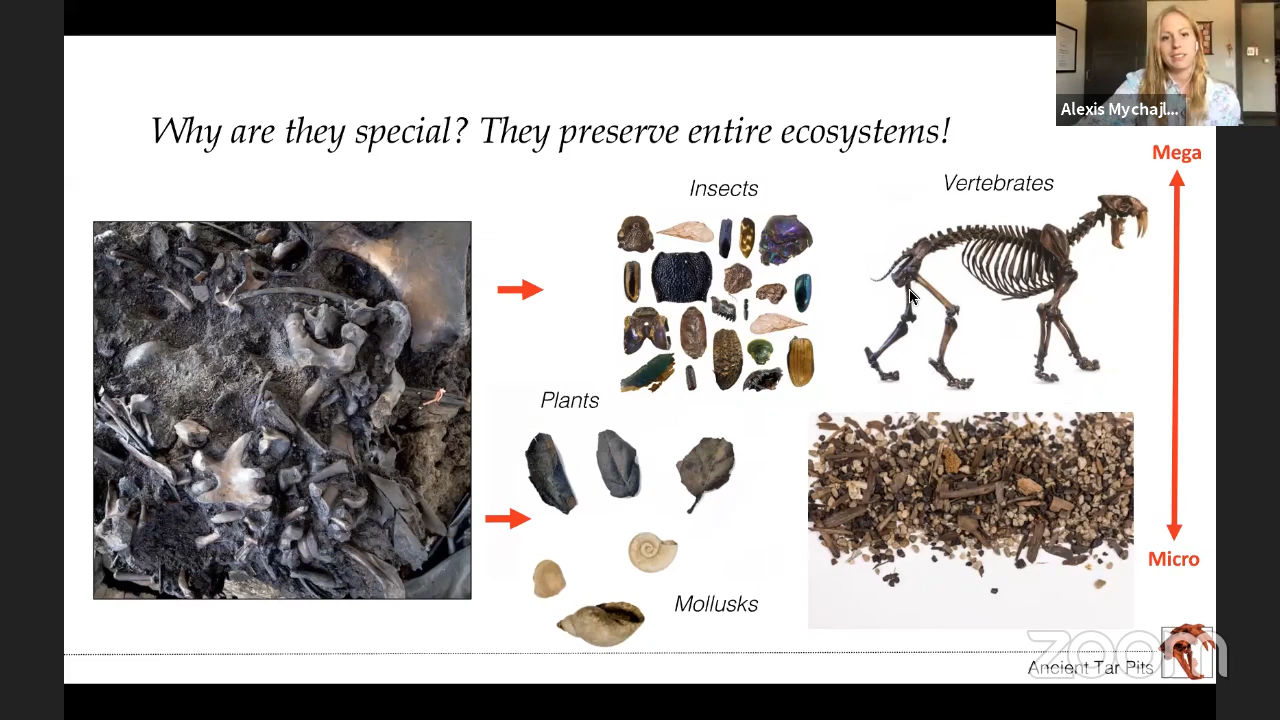 Alexis Mychajl...
Why are they special? They preserve entire ecosystems!
Mega
Insects
Vertebrates
Plants
Mollusks
Micro
zoom
Ancient Tar Pits